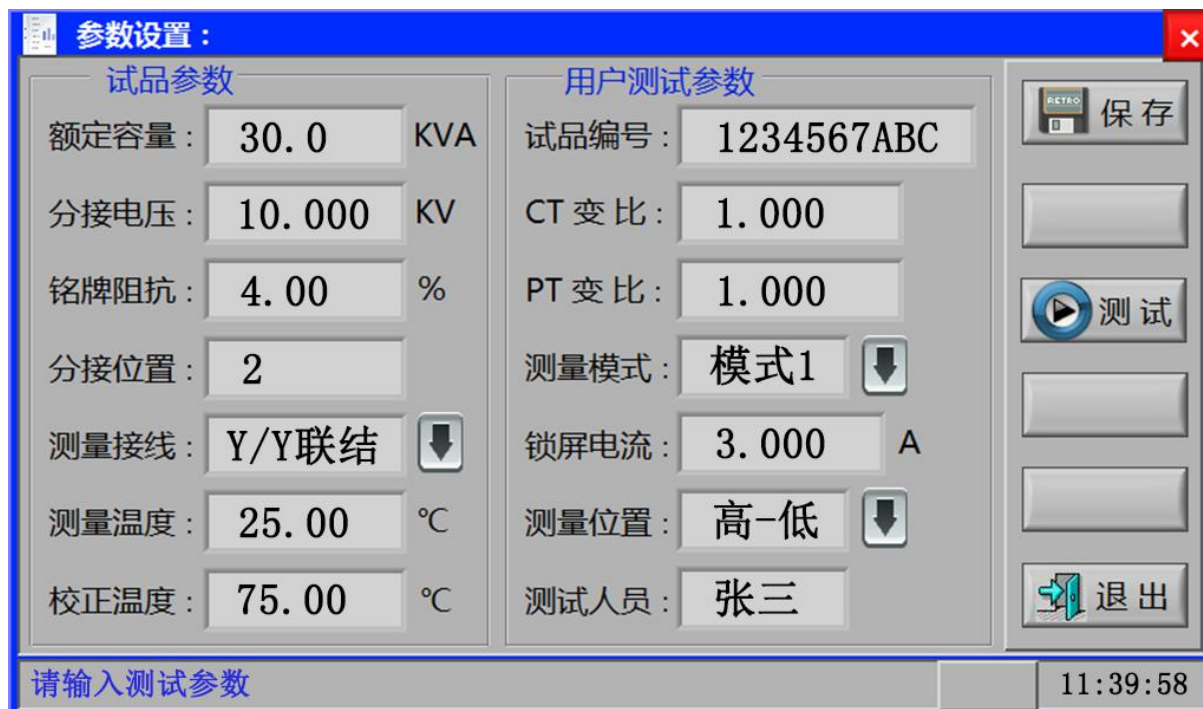 参数设置：
试品参数
额定容量： 30.0 KVA
分接电压： 10.000 KV
铭牌阻抗： 4.00 %
分接位置： 2
测量接线： Y/Y联结
测量温度： 25.00 ℃
校正温度： 75.00 ℃
用户测试参数
试品编号： 1234567ABC
CT 变 比： 1.000
PT 变 比： 1.000
测量模式： 模式1
锁屏电流： 3.000 A
测量位置： 高-低
测试人员： 张三
RETRO
保 存
测 试
退 出
请输入测试参数
11:39:58